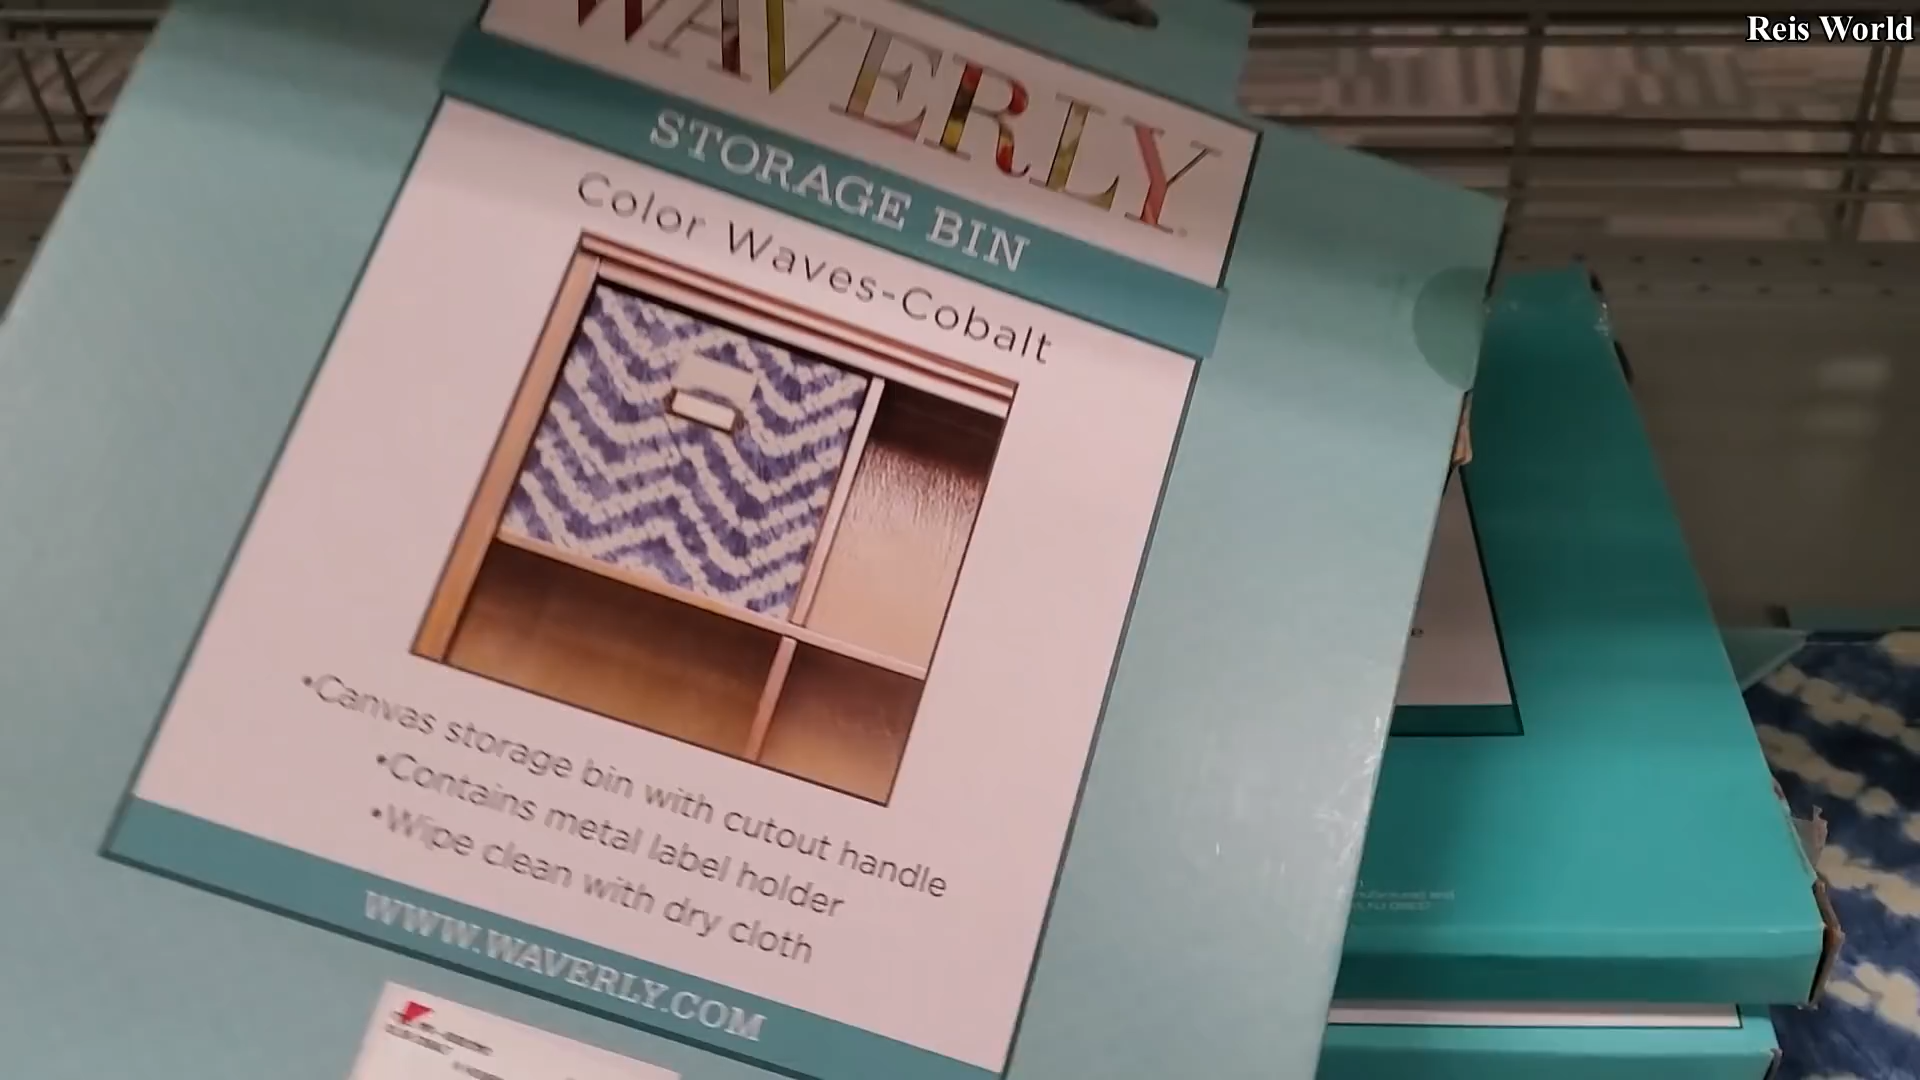 Reis World
WAVERLY
STORAGE BIN
Color Waves-Cobalt
•Canvas storage bin with cutout handle
•Contains metal label holder
•Wipe clean with dry cloth
WWW.WAVERLY.COM